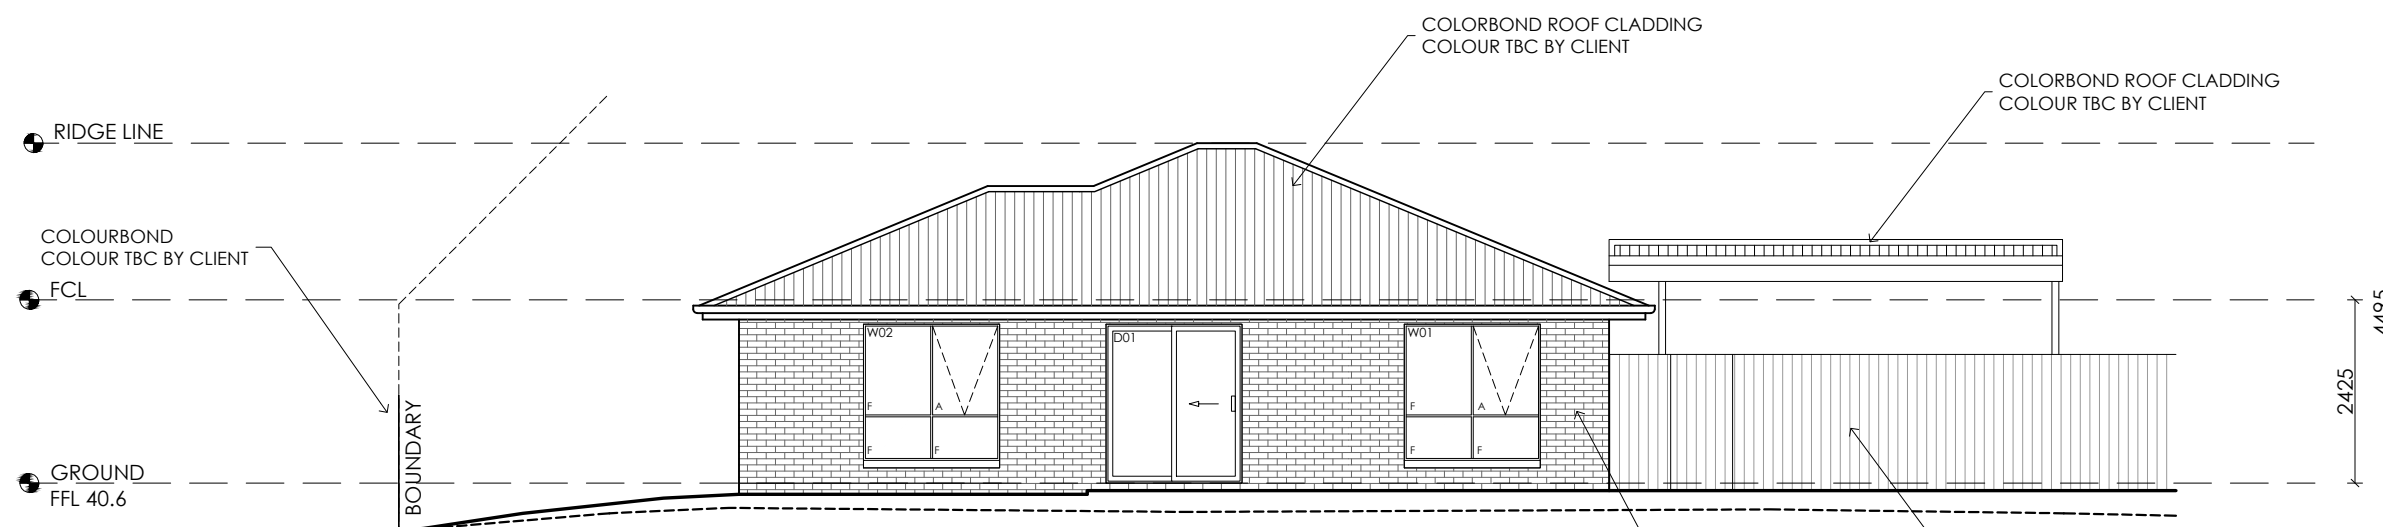 COLORBOND ROOF CLADDING
COLOUR TBC BY CLIENT
COLORBOND ROOF CLADDING
COLOUR TBC BY CLIENT
RIDGE LINE
COLOURBOND
COLOUR TBC BY CLIENT
FCL
W02
F
A
F
F
D01
W01
F
A
F
F
BOUNDARY
GROUND
FFL 40.6
2425
4495